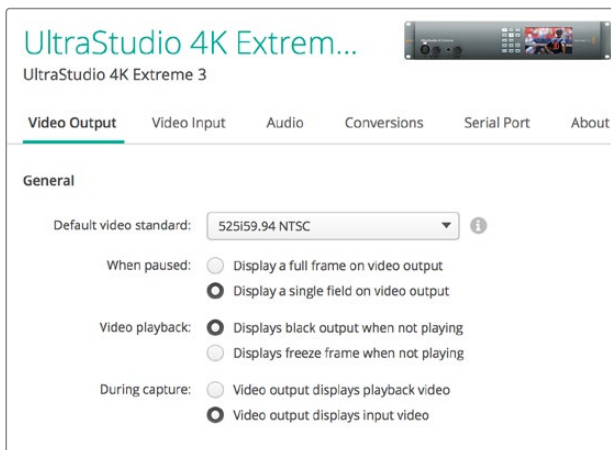 UltraStudio 4K Extrem...
UltraStudio 4K Extreme 3
Video Output Video Input Audio Conversions Serial Port About
General
Default video standard: 525i59.94 NTSC
When paused: Display a full frame on video output
Display a single field on video output
Video playback: Displays black output when not playing
Displays freeze frame when not playing
During capture: Video output displays playback video
Video output displays input video